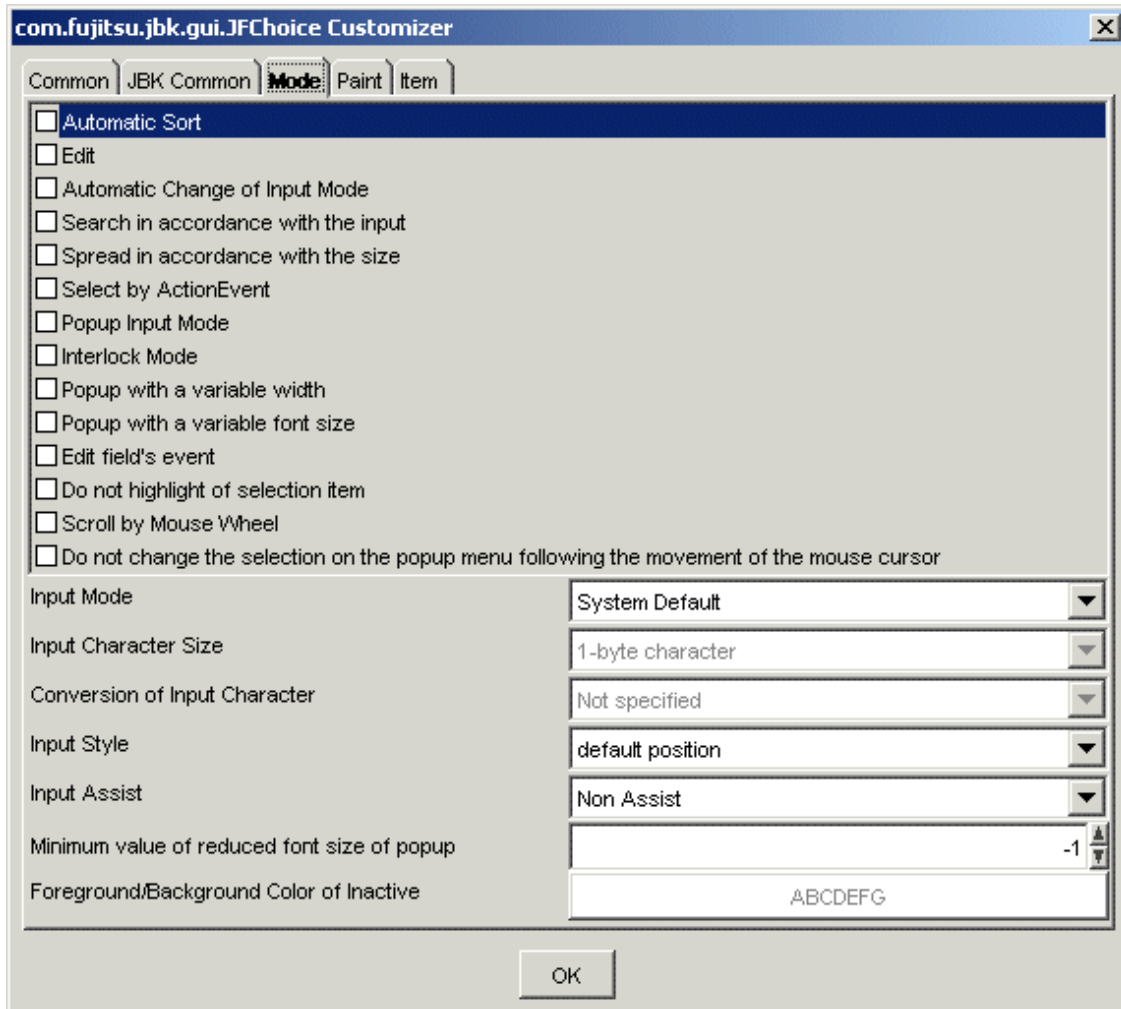 com.fujitsu.jbk.gui.JFChoice Customizer
Common JBK Common Mode Paint Item
Automatic Sort
Edit
Automatic Change of Input Mode
Search in accordance with the input
Spread in accordance with the size
Select by ActionEvent
Popup Input Mode
Interlock Mode
Popup with a variable width
Popup with a variable font size
Edit field's event
Do not highlight of selection item
Scroll by Mouse Wheel
Do not change the selection on the popup menu following the movement of the mouse cursor
Input Mode System Default
Input Character Size 1-byte character
Conversion of Input Character Not specified
Input Style default position
Input Assist Non Assist
Minimum value of reduced font size of popup -1
Foreground/Background Color of Inactive ABCDEFG
OK